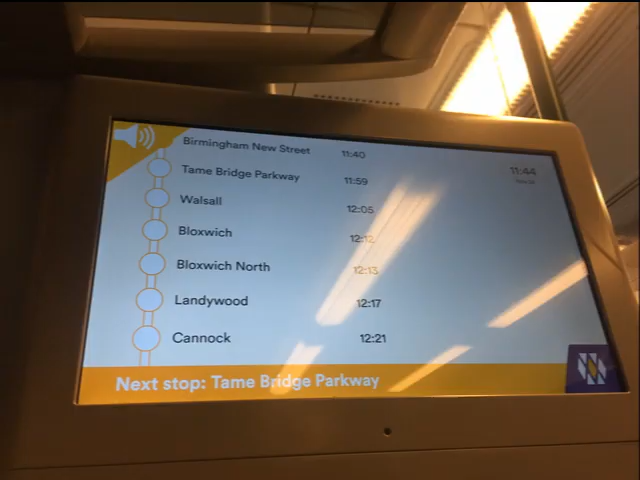 Birmingham New Street 11:40
11:44
Tame Bridge Parkway 11:59
Walsall 12:05
Bloxwich 12:12
Bloxwich North 12:13
Landywood 12:17
Cannock 12:21
Next stop: Tame Bridge Parkway